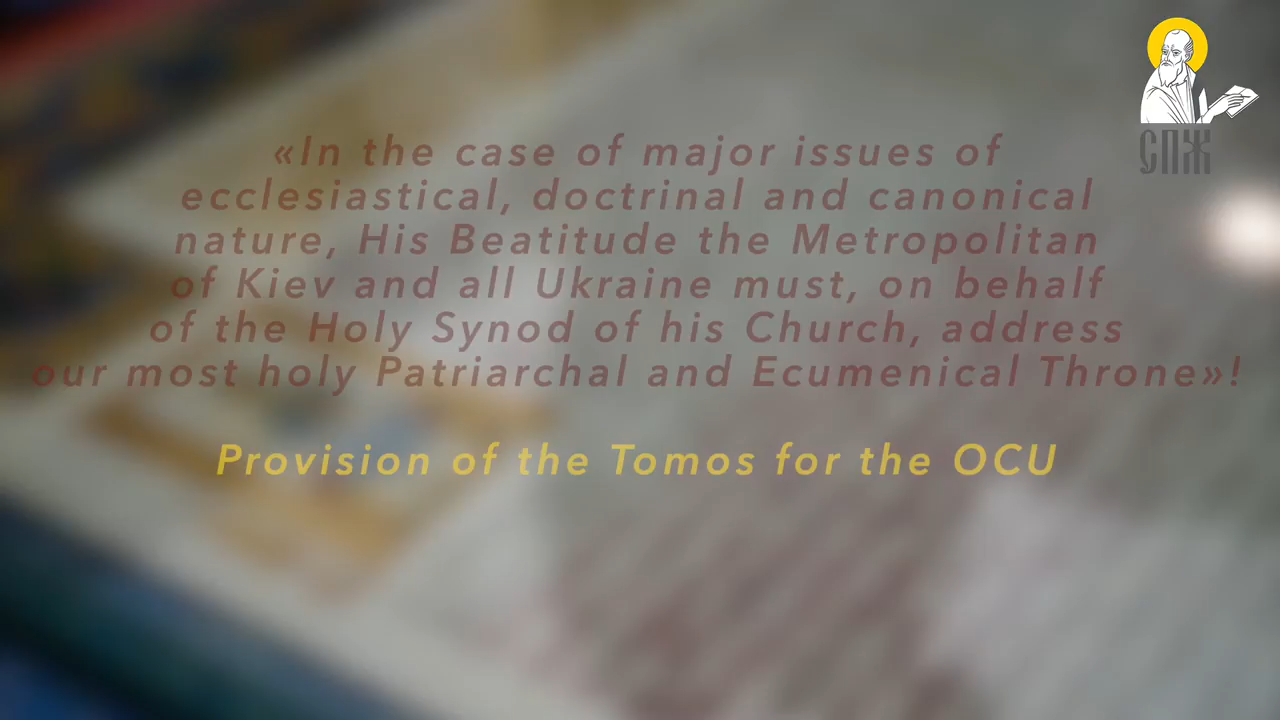 «In the case of major issues of
ecclesiastical, doctrinal and canonical
nature, His Beatitude the Metropolitan
of Kiev and all Ukraine must, on behalf
of the Holy Synod of his Church, address
our most holy Patriarchal and Ecumenical Throne»!
Provision of the Tomos for the OCU
СПЖ